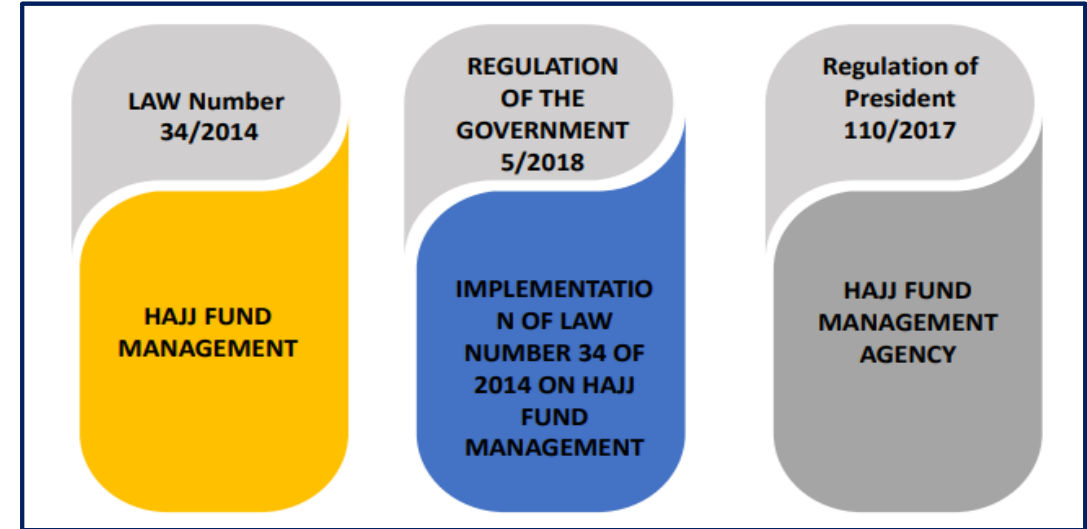 LAW Number
34/2014
HAJJ FUND
MANAGEMENT
REGULATION
OF THE
GOVERNMENT
5/2018
IMPLEMENTATIO
N OF LAW
NUMBER 34 OF
2014 ON HAJJ
FUND
MANAGEMENT
Regulation of
President
110/2017
HAJJ FUND
MANAGEMENT
AGENCY